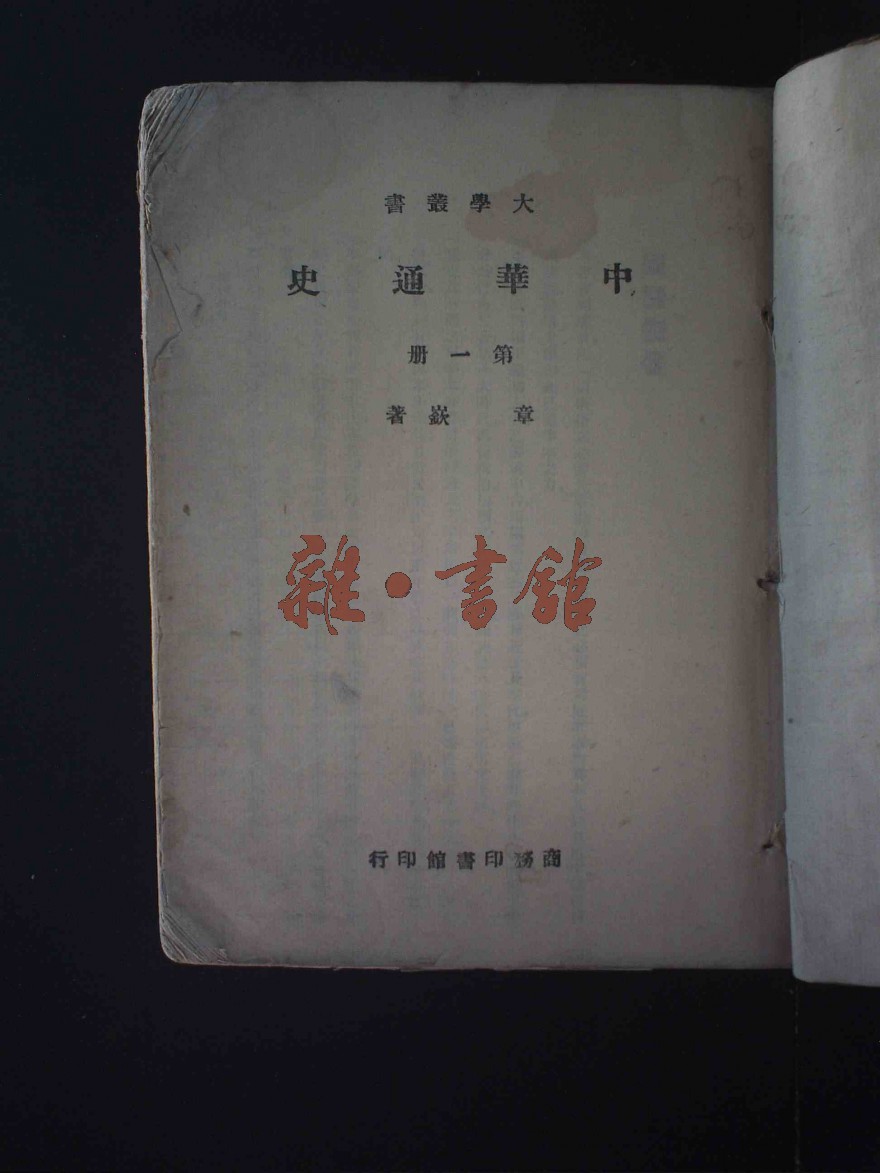 大學叢書
中華通史
第一册
章嶔著
雜·書館
商務印書館印行